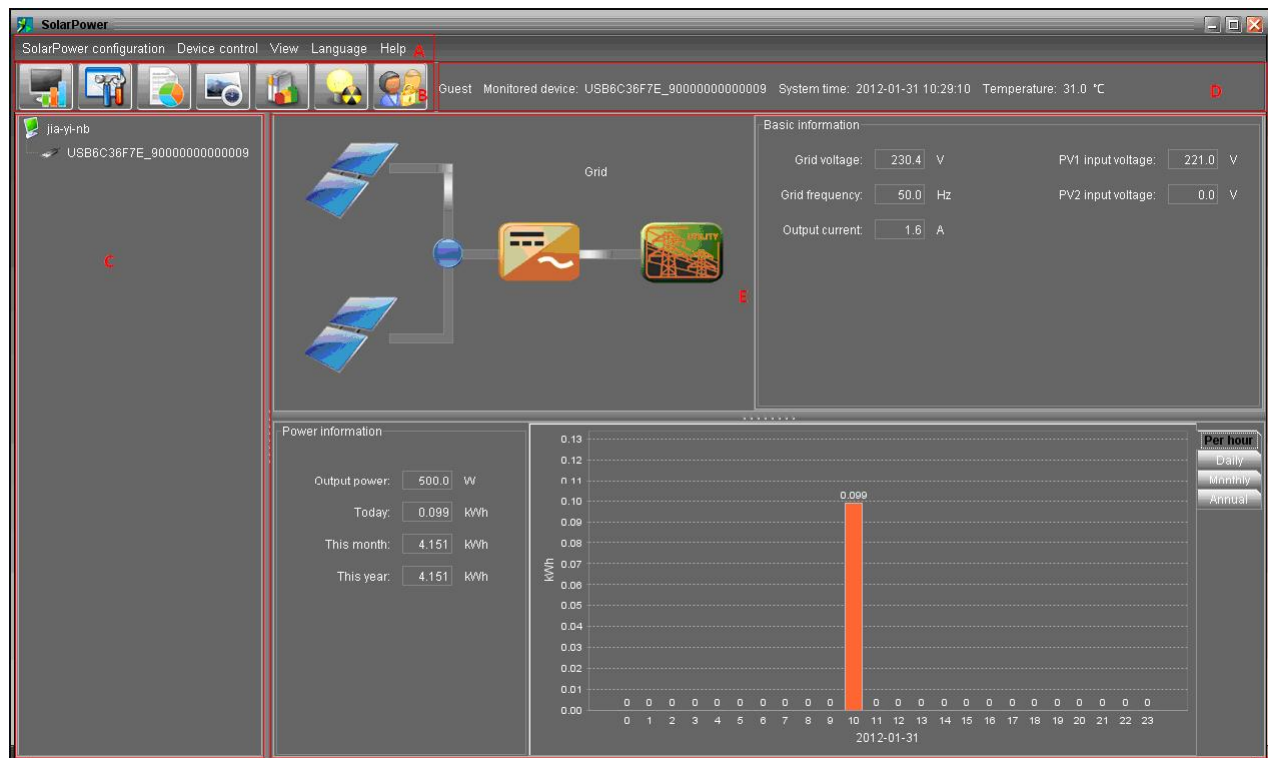 SolarPower
SolarPower configuration Device control View Language Help A
B
Guest Monitored device: USB6C36F7E_90000000000009 System time: 2012-01-31 10:29:10 Temperature: 31.0 °C D
jia-yi-nb
USB6C36F7E_90000000000009
C
Grid
UTILITY
E
Basic information
Grid voltage: 230.4 V PV1 input voltage: 221.0 V
Grid frequency: 50.0 Hz PV2 input voltage: 0.0 V
Output current: 1.6 A
Power information
Output power: 500.0 W
Today: 0.099 kWh
This month: 4.151 kWh
This year: 4.151 kWh
kWh
0.13
0.12
0.11
0.10
0.09
0.08
0.07
0.06
0.05
0.04
0.03
0.02
0.01
0.00
0.099
0 0 0 0 0 0 0 0 0 0 0 0 0 0 0 0 0 0 0 0 0 0 0
0 1 2 3 4 5 6 7 8 9 10 11 12 13 14 15 16 17 18 19 20 21 22 23
2012-01-31
Per hour
Daily
Monthly
Annual